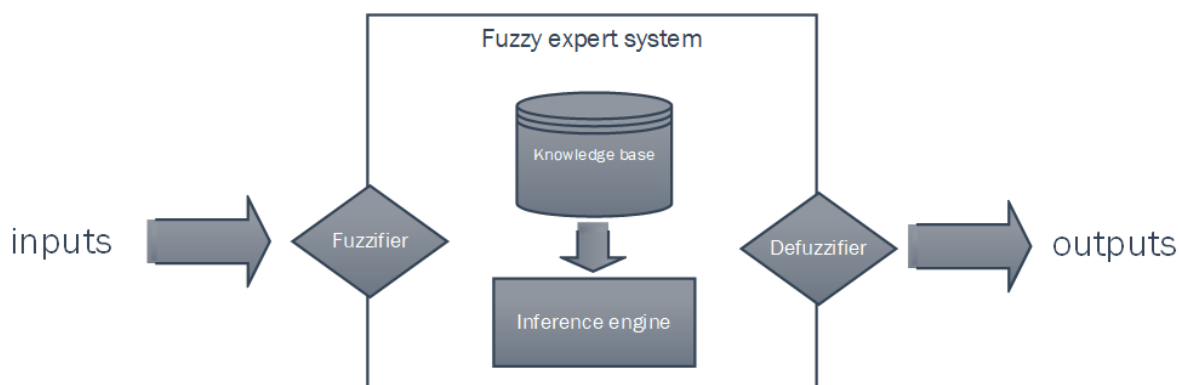 Fuzzy expert system
Knowledge base
inputs
Fuzzifier
Defuzzifier
outputs
Inference engine